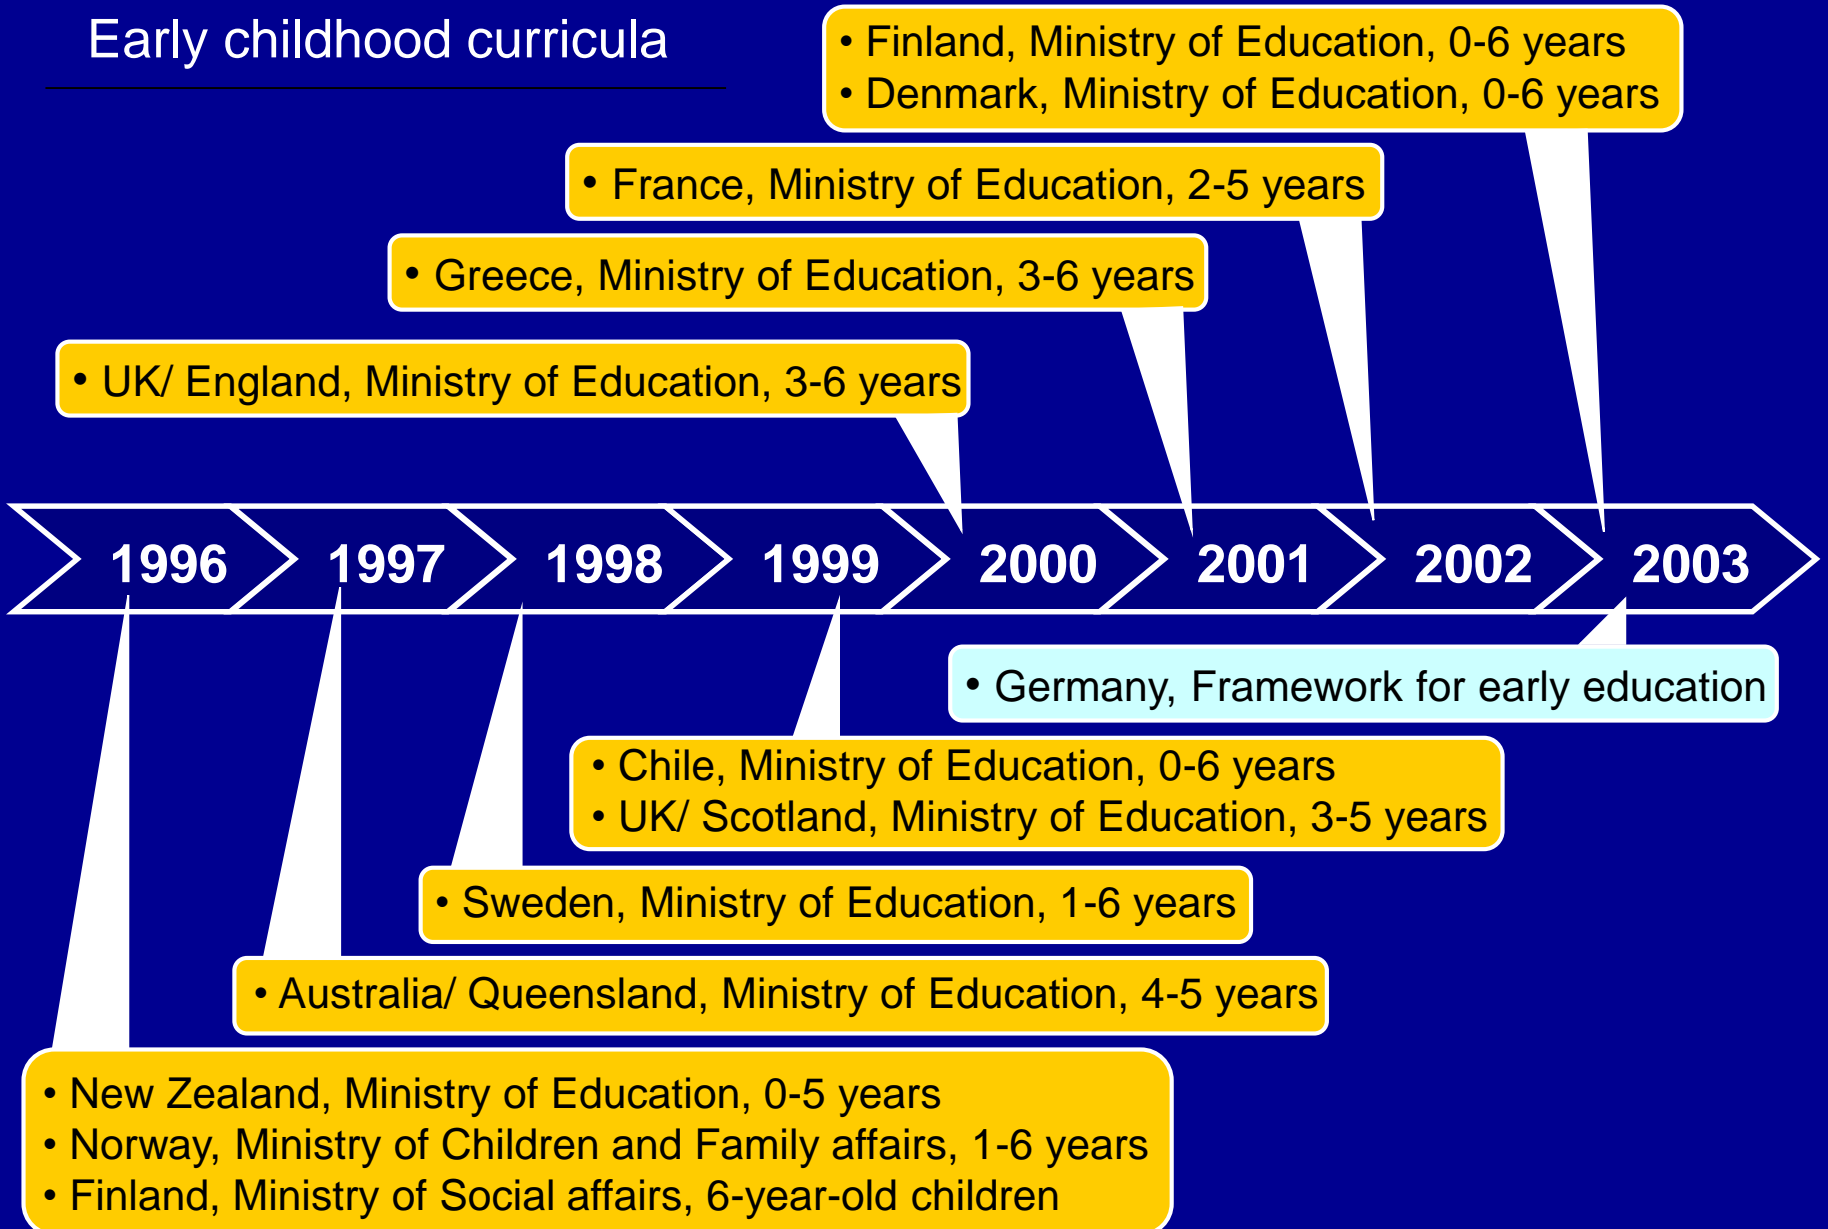 Early childhood curricula
• Finland, Ministry of Education, 0-6 years
• Denmark, Ministry of Education, 0-6 years
• France, Ministry of Education, 2-5 years
• Greece, Ministry of Education, 3-6 years
• UK/ England, Ministry of Education, 3-6 years
1996 1997 1998 1999 2000 2001 2002 2003
• Germany, Framework for early education
• Chile, Ministry of Education, 0-6 years
• UK/ Scotland, Ministry of Education, 3-5 years
• Sweden, Ministry of Education, 1-6 years
• Australia/ Queensland, Ministry of Education, 4-5 years
• New Zealand, Ministry of Education, 0-5 years
• Norway, Ministry of Children and Family affairs, 1-6 years
• Finland, Ministry of Social affairs, 6-year-old children